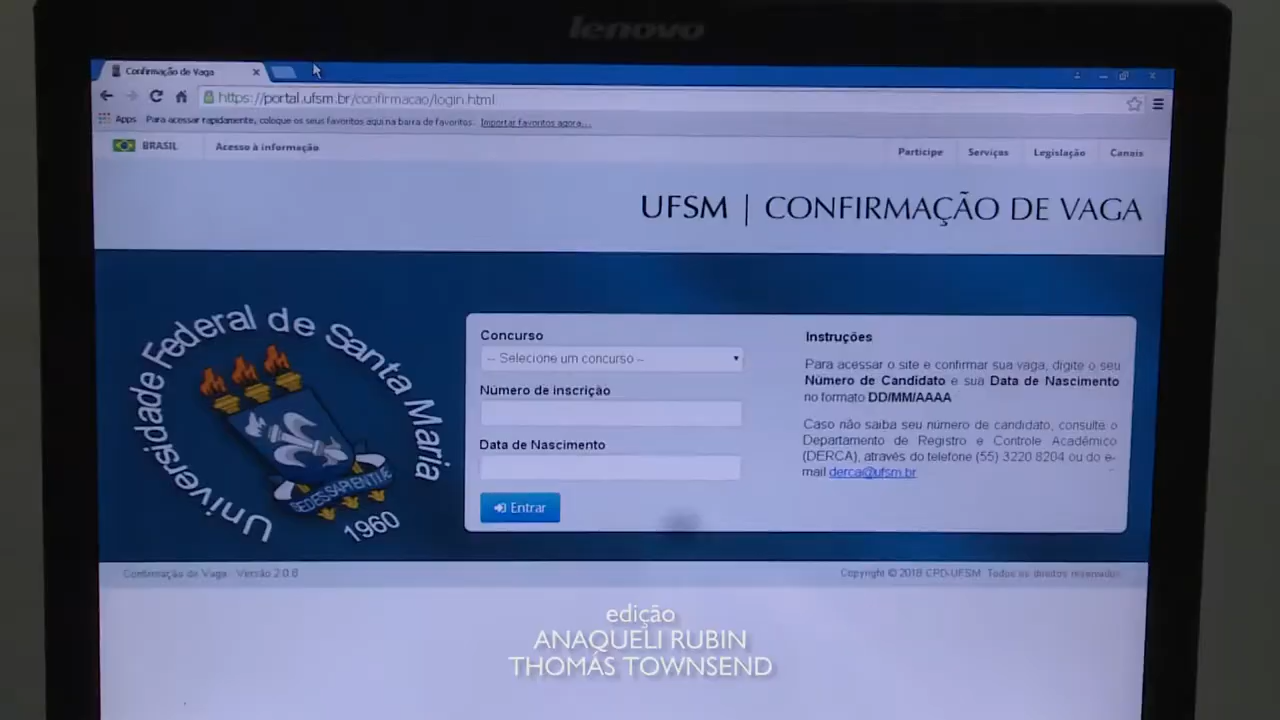 lenovo
Confirmação de Vaga
https://portal.ufsm.br/confirmacao/login.html
Apps Para acessar rapidamente, coloque os seus favoritos aqui na barra de favoritos. Importar favoritos agora...
BRASIL Acesso à informação Participe Serviços Legislação Canais
UFSM | CONFIRMAÇÃO DE VAGA
Universidade Federal de Santa Maria
SEDES SAPIENTIAE
1960
Concurso
-- Selecione um concurso --
Número de inscrição
Data de Nascimento
Entrar
Instruções
Para acessar o site e confirmar sua vaga, digite o seu
Número de Candidato e sua Data de Nascimento
no formato DD/MM/AAAA
Caso não saiba seu número de candidato, consulte o
Departamento de Registro e Controle Acadêmico
(DERCA), através do telefone (55) 3220 8204 ou do e-
mail derca@ufsm.br
Confirmação de Vaga - Versão 2.0.8
Copyright © 2018 CPD-UFSM. Todos os direitos reservados.
edição
ANAQUELI RUBIN
THOMÁS TOWNSEND